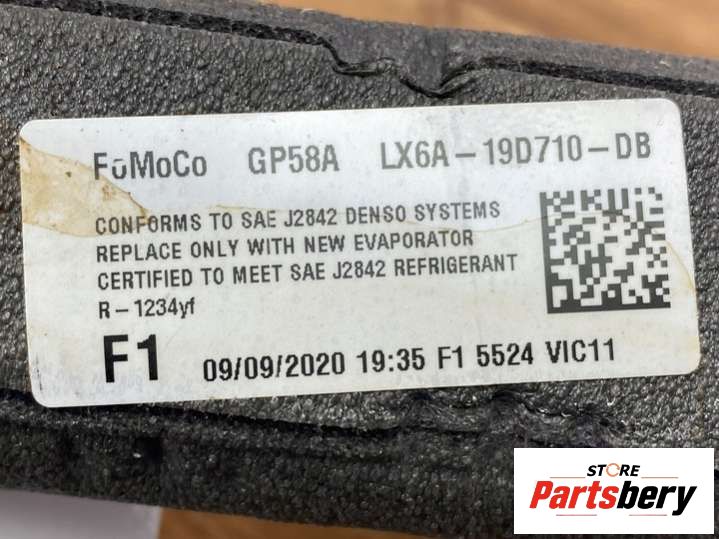 FoMoCo GP58A LX6A-19D710-DB
CONFORMS TO SAE J2842 DENSO SYSTEMS
REPLACE ONLY WITH NEW EVAPORATOR
CERTIFIED TO MEET SAE J2842 REFRIGERANT
R-1234yf
F1 09/09/2020 19:35 F1 5524 VIC11
STORE
Partsbery